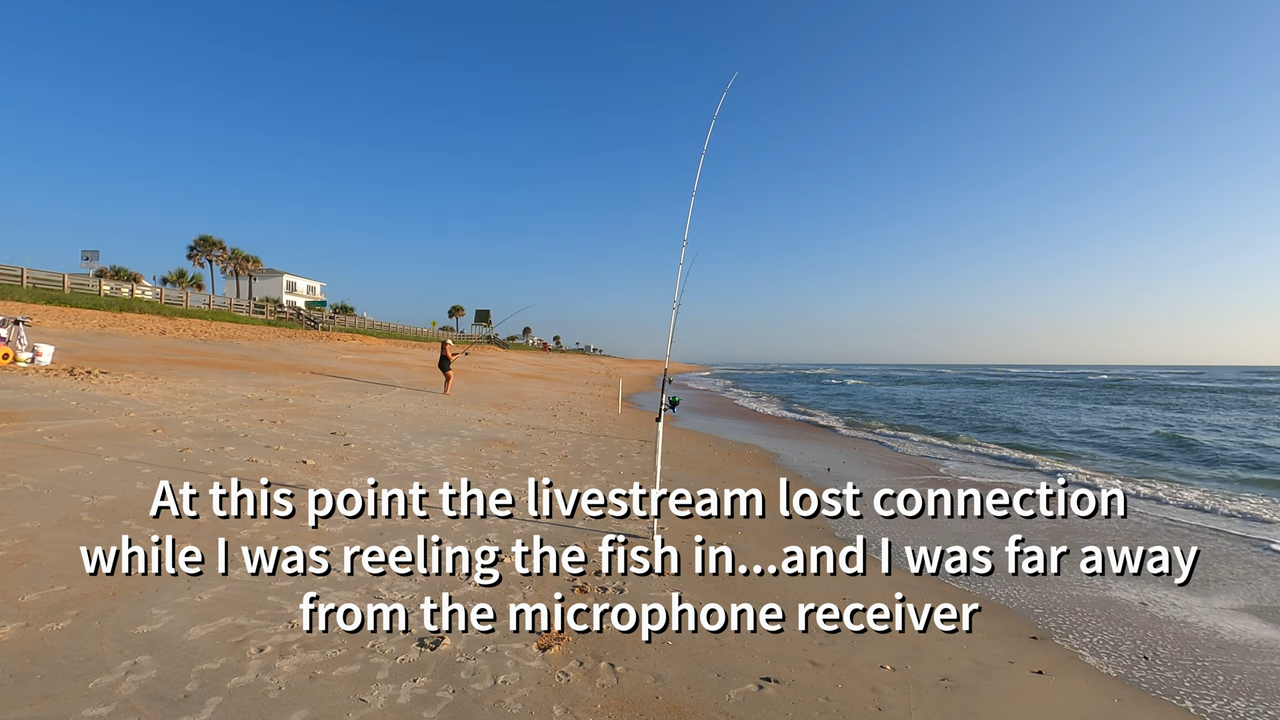 At this point the livestream lost connection
while I was reeling the fish in...and I was far away
from the microphone receiver